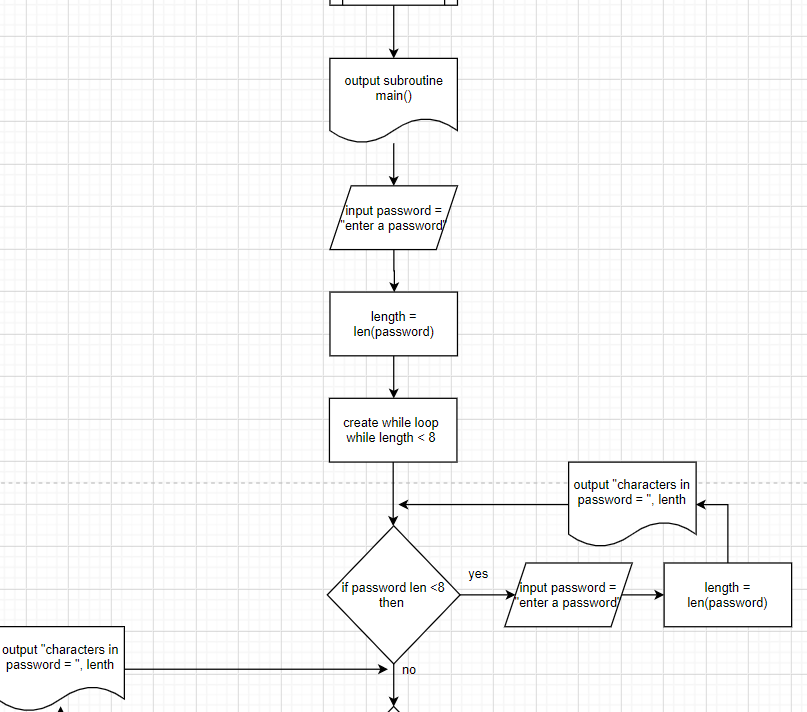 output subroutine
main()
input password =
"enter a password"
length =
len(password)
create while loop
while length < 8
output "characters in
password = ", lenth
if password len <8
then
yes
input password =
"enter a password"
length =
len(password)
output "characters in
password = ", lenth
no